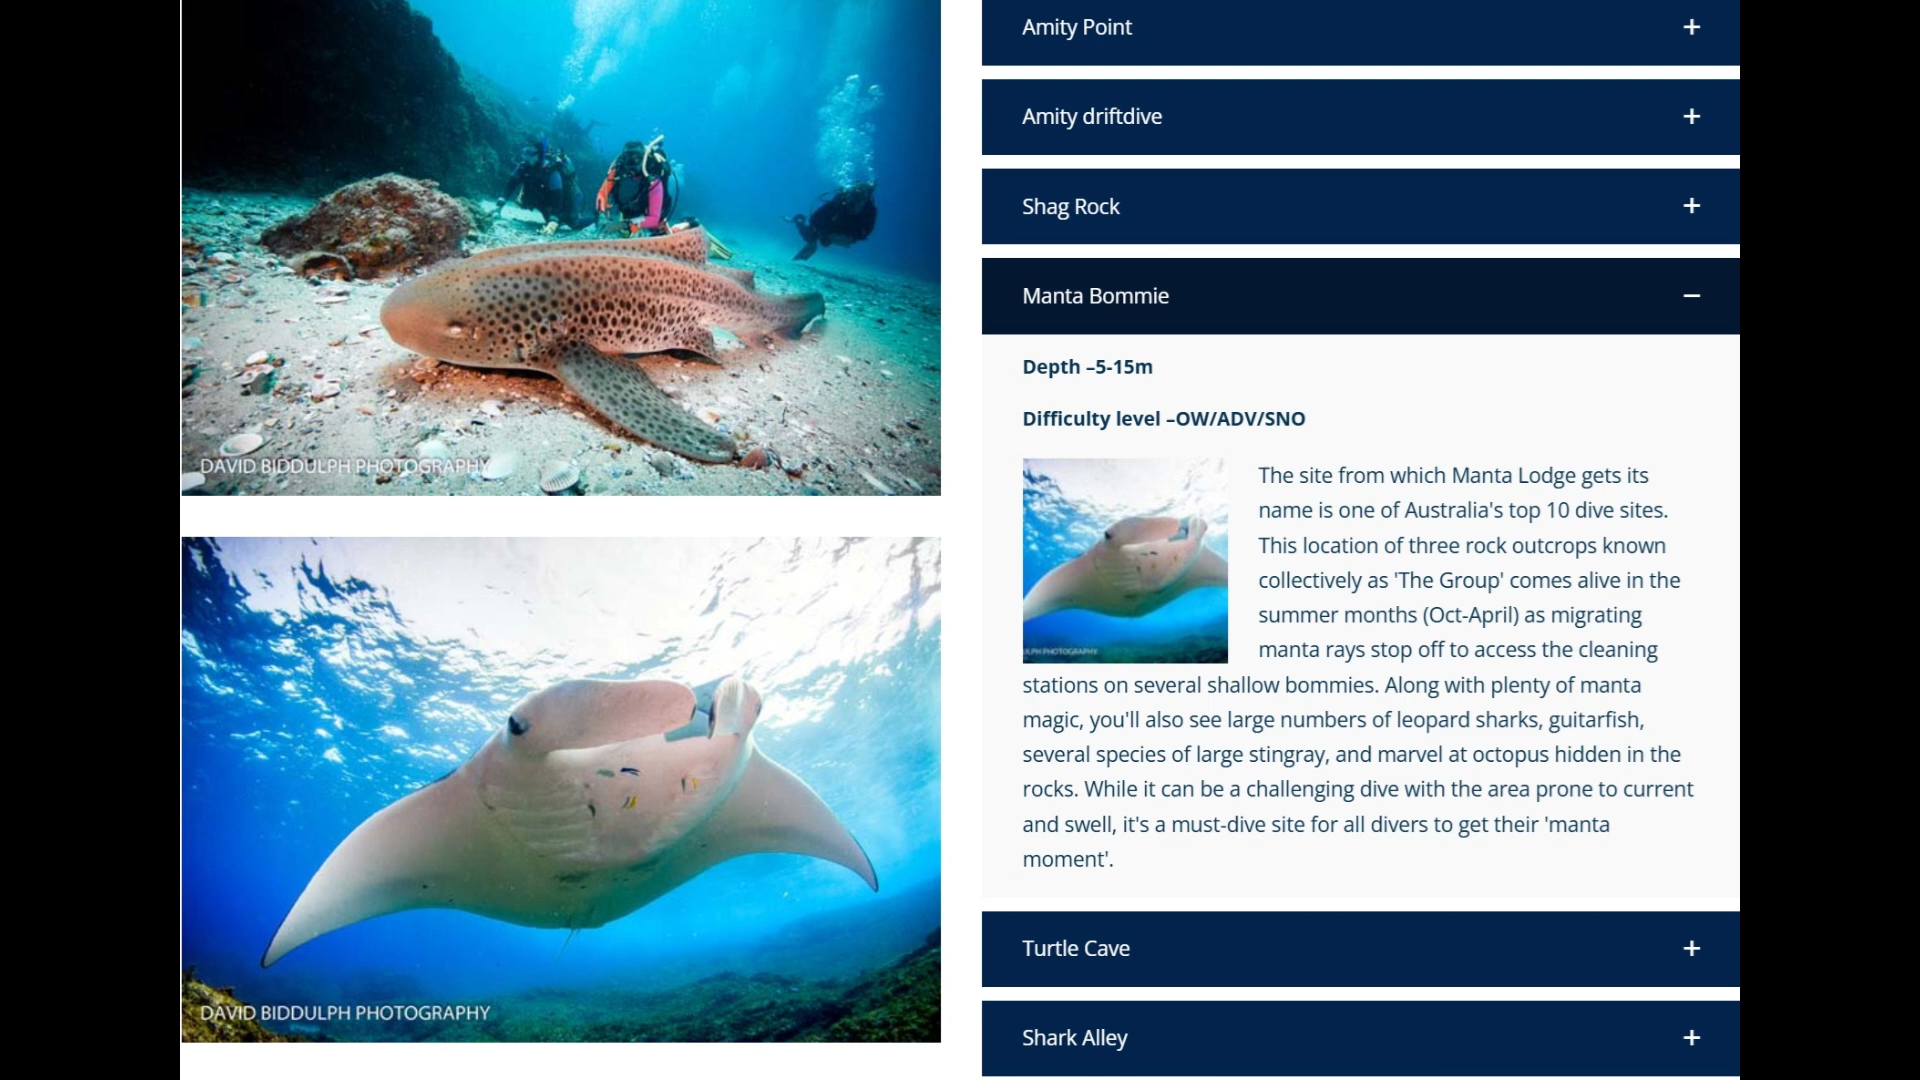 DAVID BIDDULPH PHOTOGRAPHY
DAVID BIDDULPH PHOTOGRAPHY
Amity Point
Amity driftdive
Shag Rock
Manta Bommie
Depth –5-15m
Difficulty level –OW/ADV/SNO
The site from which Manta Lodge gets its
name is one of Australia's top 10 dive sites.
This location of three rock outcrops known
collectively as 'The Group' comes alive in the
summer months (Oct-April) as migrating
manta rays stop off to access the cleaning
ULPH PHOTOGRAPHY
stations on several shallow bommies. Along with plenty of manta
magic, you'll also see large numbers of leopard sharks, guitarfish,
several species of large stingray, and marvel at octopus hidden in the
rocks. While it can be a challenging dive with the area prone to current
and swell, it's a must-dive site for all divers to get their 'manta
moment'.
Turtle Cave
Shark Alley